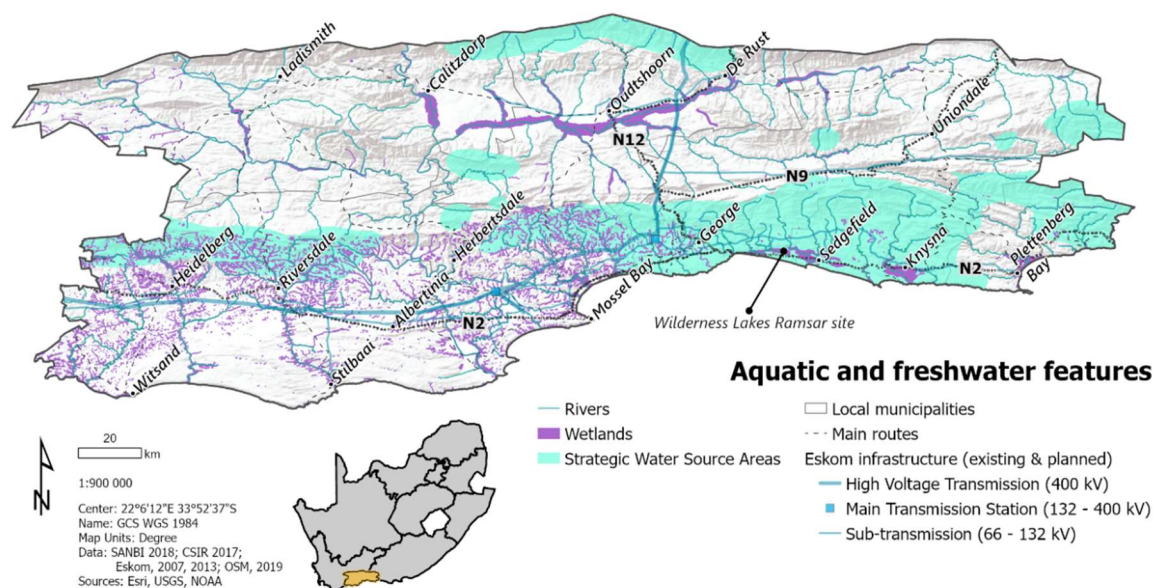 Ladismith
Calitzdorp
Oudtshoorn
De Rust
N12
Uniondale
N9
Heidelberg
Riversdale
Herbertsdale
George
Sedgefield
Knysna
Plettenberg
Bay
N2
Albertinia
Mossel Bay
N2
Witsand
Stilbaai
Wilderness Lakes Ramsar site
Aquatic and freshwater features
Rivers
Wetlands
Strategic Water Source Areas
Local municipalities
Main routes
Eskom infrastructure (existing & planned)
High Voltage Transmission (400 kV)
Main Transmission Station (132 - 400 kV)
Sub-transmission (66 - 132 kV)
N
20
km
1:900 000
Center: 22°6'12"E 33°52'37"S
Name: GCS WGS 1984
Map Units: Degree
Data: SANBI 2018; CSIR 2017;
Eskom, 2007, 2013; OSM, 2019
Sources: Esri, USGS, NOAA